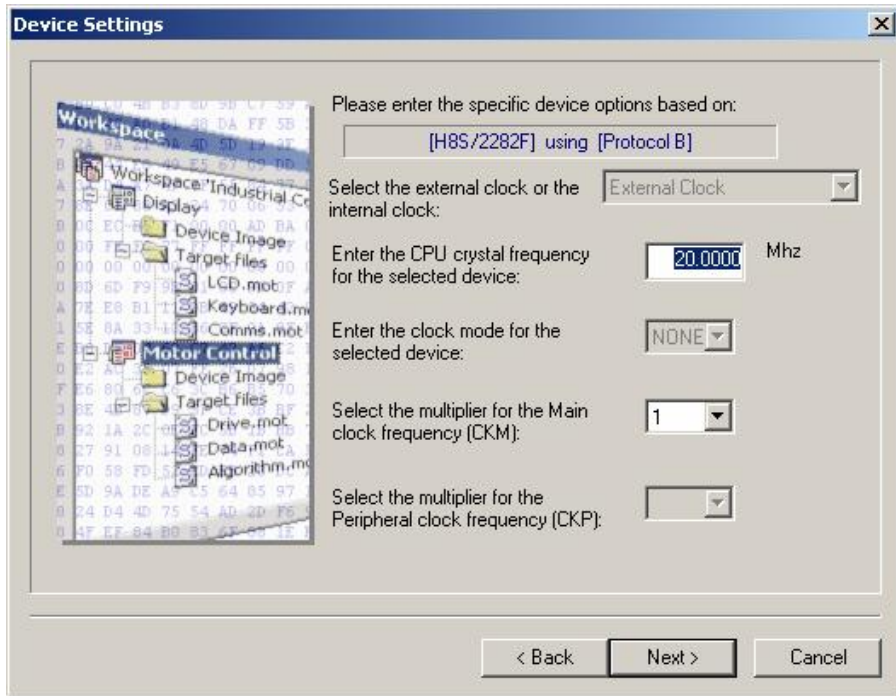 Device Settings
Please enter the specific device options based on:
[H8S/2282F] using [Protocol B]
Select the external clock or the
internal clock:
External Clock
Enter the CPU crystal frequency
for the selected device:
20.0000 Mhz
Enter the clock mode for the
selected device:
NONE
Select the multiplier for the Main
clock frequency (CKM):
1
Select the multiplier for the
Peripheral clock frequency (CKP):
Workspace
Workspace "Industrial
Display
Device Image
Target files
LCD.mot
Keyboard.m
Comms.mot
Motor Control
Device Image
Target files
Drive.mot
Data.mot
Algorithm.mo
< Back
Next >
Cancel